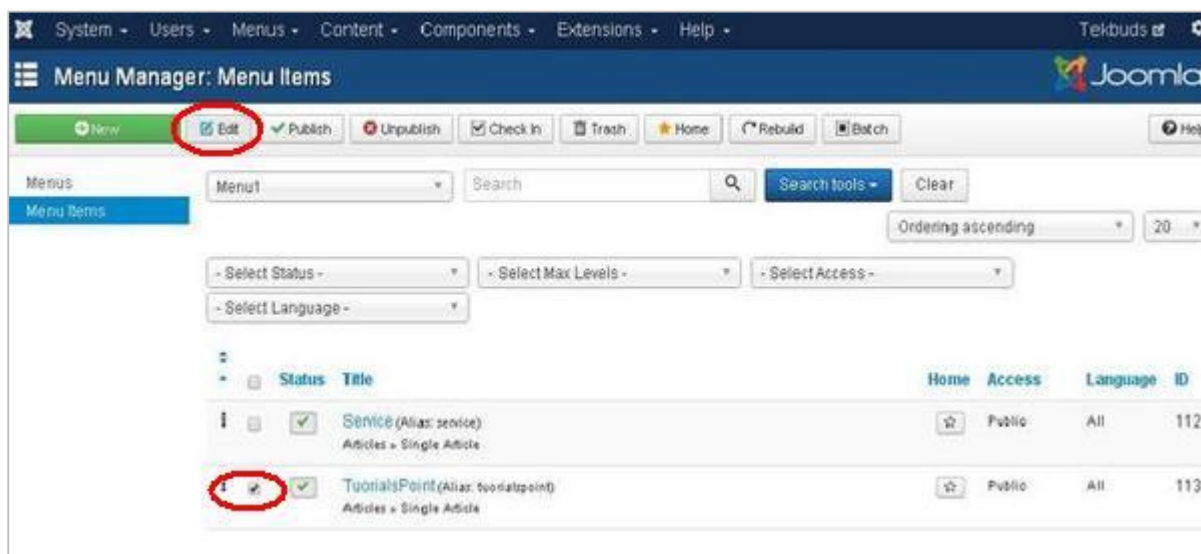 System Users Menus Content Components Extensions Help Tekbuds
Menu Manager: Menu Items Joomla
New Edit Publish Unpublish Check In Trash Home Rebuild Batch Help
Menus Menu1 Search Search tools Clear
Menu Items
Ordering ascending 20
- Select Status - - Select Max Levels - - Select Access -
- Select Language -
Status Title Home Access Language ID
Service (Alias: service) Public All 112
Articles » Single Article
TuorialsPoint (Alias: tuorialspoint) Public All 113
Articles » Single Article